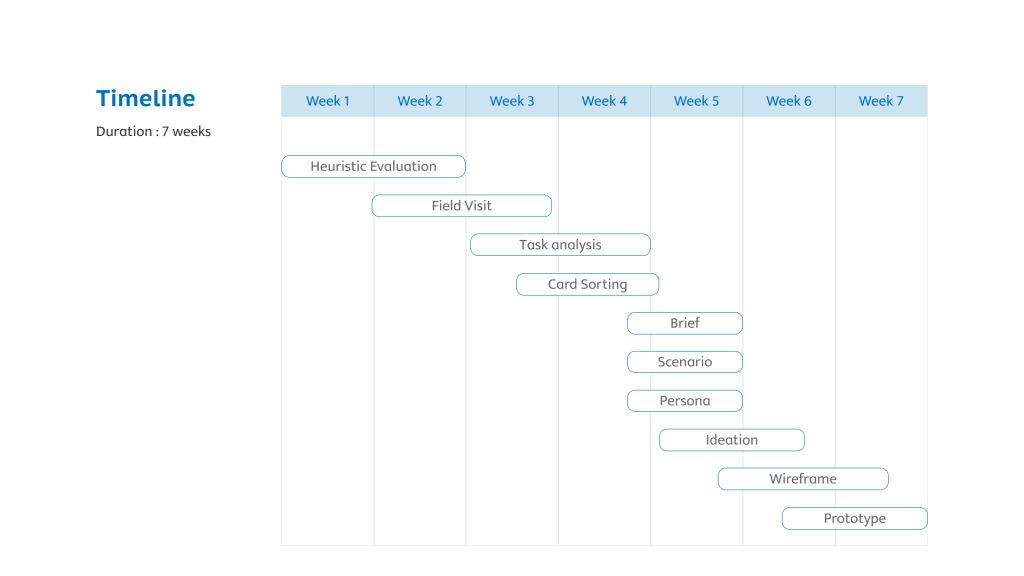 Timeline
Duration : 7 weeks
Week 1 Week 2 Week 3 Week 4 Week 5 Week 6 Week 7
Heuristic Evaluation
Field Visit
Task analysis
Card Sorting
Brief
Scenario
Persona
Ideation
Wireframe
Prototype